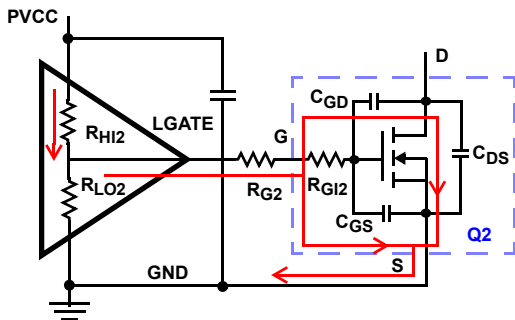 PVCC
D
CGD
RHI2
LGATE
G
CDS
RLO2
RG2
RGI2
CGS
Q2
GND
S